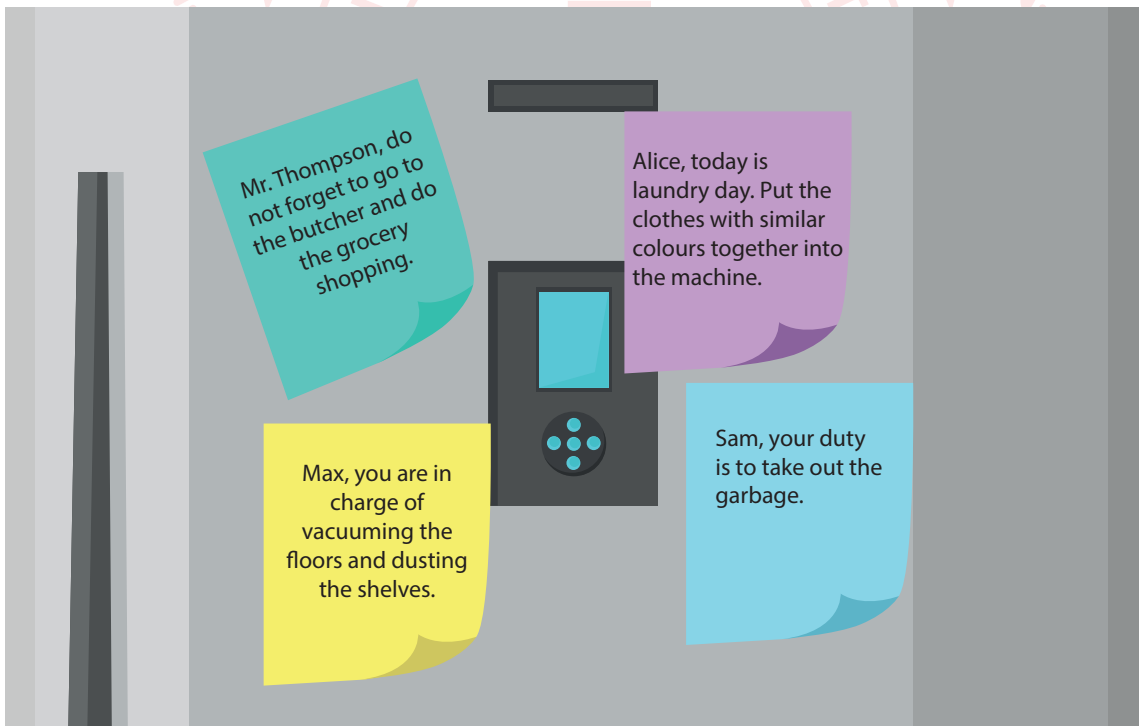 Mr. Thompson, do
not forget to go to
the butcher and do
the grocery
shopping.
Alice, today is
laundry day. Put the
clothes with similar
colours together into
the machine.
Max, you are in
charge of
vacuuming the
floors and dusting
the shelves.
Sam, your duty
is to take out the
garbage.